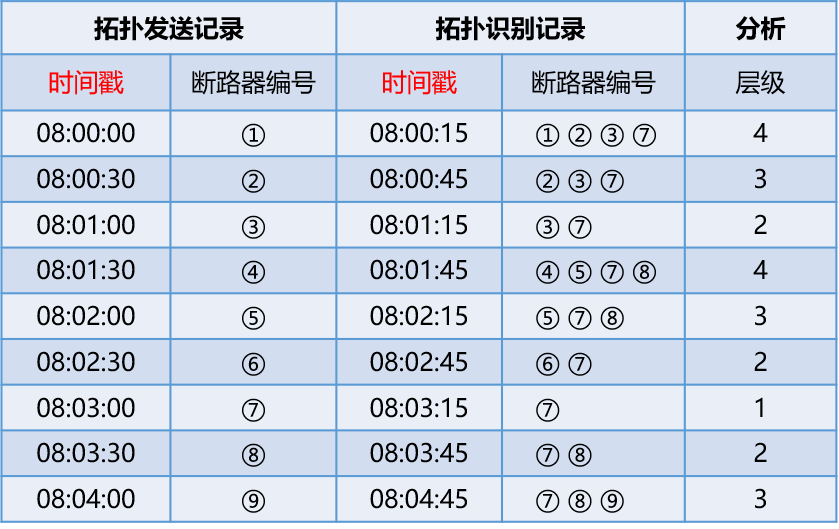 拓扑发送记录 拓扑识别记录 分析
时间戳 断路器编号 时间戳 断路器编号 层级
08:00:00 ① 08:00:15 ① ② ③ ⑦ 4
08:00:30 ② 08:00:45 ② ③ ⑦ 3
08:01:00 ③ 08:01:15 ③ ⑦ 2
08:01:30 ④ 08:01:45 ④ ⑤ ⑦ ⑧ 4
08:02:00 ⑤ 08:02:15 ⑤ ⑦ ⑧ 3
08:02:30 ⑥ 08:02:45 ⑥ ⑦ 2
08:03:00 ⑦ 08:03:15 ⑦ 1
08:03:30 ⑧ 08:03:45 ⑦ ⑧ 2
08:04:00 ⑨ 08:04:45 ⑦ ⑧ ⑨ 3